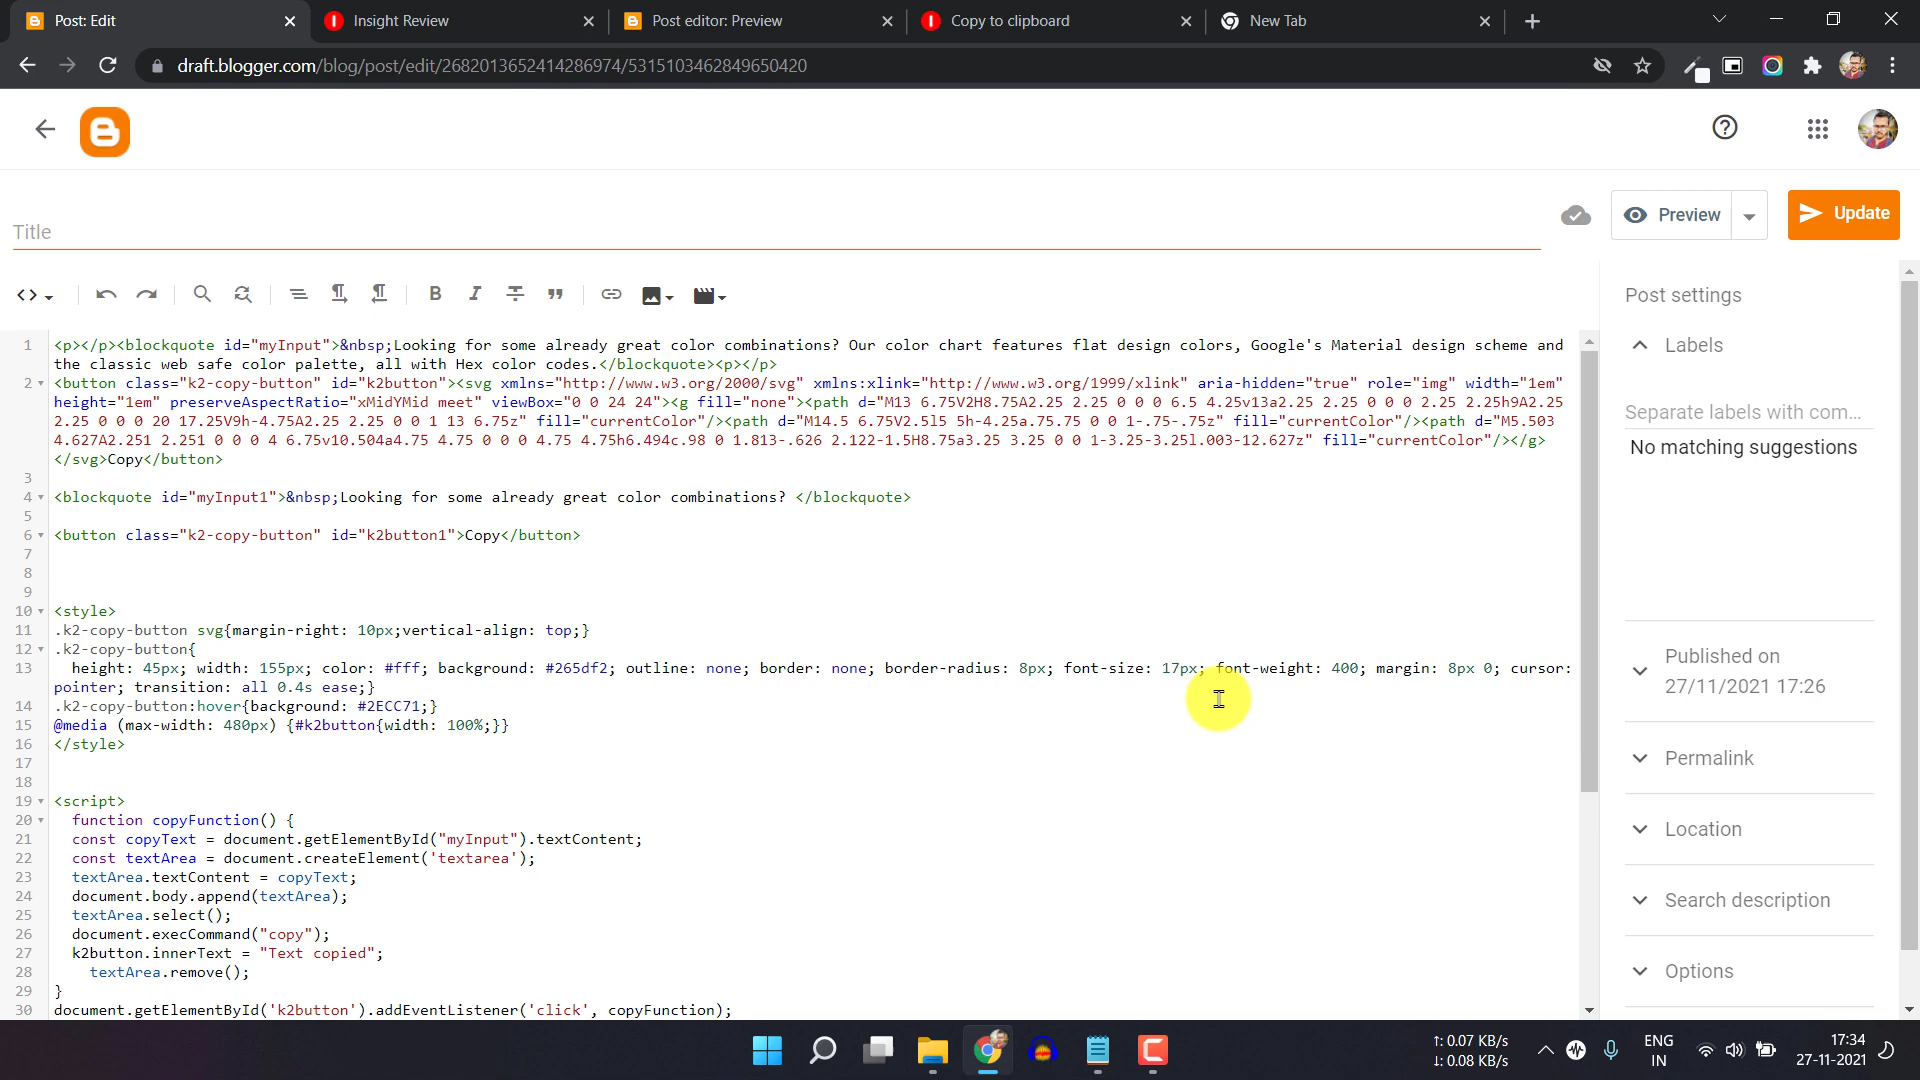 Post: Edit
Insight Review
Post editor: Preview
Copy to clipboard
New Tab
draft.blogger.com/blog/post/edit/2682013652414286974/5315103462849650420
Title
Preview
Update
1 <p></p><blockquote id="myInput">&nbsp;Looking for some already great color combinations? Our color chart features flat design colors, Google's Material design scheme and
the classic web safe color palette, all with Hex color codes.</blockquote><p></p>
2 <button class="k2-copy-button" id="k2button"><svg xmlns="http://www.w3.org/2000/svg" xmlns:xlink="http://www.w3.org/1999/xlink" aria-hidden="true" role="img" width="1em"
height="1em" preserveAspectRatio="xMidYMid meet" viewBox="0 0 24 24"><g fill="none"><path d="M13 6.75V2H8.75A2.25 2.25 0 0 0 6.5 4.25v13a2.25 2.25 0 0 0 2.25 2.25h9A2.25
2.25 0 0 0 20 17.25V9h-4.75A2.25 2.25 0 0 1 13 6.75z" fill="currentColor"/><path d="M14.5 6.75V2.5l5 5h-4.25a.75.75 0 0 1-.75-.75z" fill="currentColor"/><path d="M5.503
4.627A2.251 2.251 0 0 0 4 6.75v10.504a4.75 4.75 0 0 0 4.75 4.75h6.494c.98 0 1.813-.626 2.122-1.5H8.75a3.25 3.25 0 0 1-3.25-3.25l.003-12.627z" fill="currentColor"/></g>
</svg>Copy</button>
3
4 <blockquote id="myInput1">&nbsp;Looking for some already great color combinations? </blockquote>
5
6 <button class="k2-copy-button" id="k2button1">Copy</button>
7
8
9
10 <style>
11 .k2-copy-button svg{margin-right: 10px;vertical-align: top;}
12 .k2-copy-button{
13 height: 45px; width: 155px; color: #fff; background: #265df2; outline: none; border: none; border-radius: 8px; font-size: 17px; font-weight: 400; margin: 8px 0; cursor:
pointer; transition: all 0.4s ease;}
14 .k2-copy-button:hover{background: #2ECC71;}
15 @media (max-width: 480px) {#k2button{width: 100%;}}
16 </style>
17
18
19 <script>
20 function copyFunction() {
21 const copyText = document.getElementById("myInput").textContent;
22 const textArea = document.createElement('textarea');
23 textArea.textContent = copyText;
24 document.body.append(textArea);
25 textArea.select();
26 document.execCommand("copy");
27 k2button.innerText = "Text copied";
28 textArea.remove();
29 }
30 document.getElementById('k2button').addEventListener('click', copyFunction);
Post settings
Labels
Separate labels with com...
No matching suggestions
Published on
27/11/2021 17:26
Permalink
Location
Search description
Options
↑: 0.07 KB/s
↓: 0.08 KB/s
ENG
IN
17:34
27-11-2021